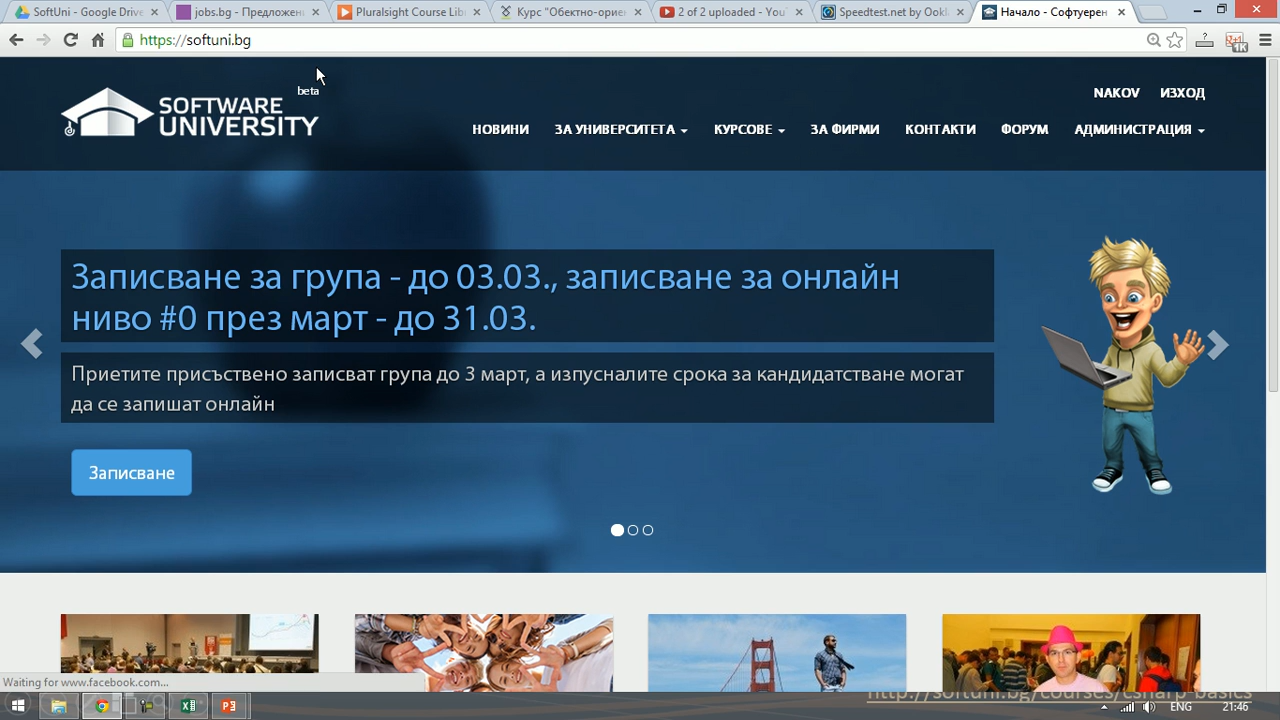 SoftUni - Google Drive
jobs.bg - Предложен
Pluralsight Course Lib
Курс "Обектно-ориен
2 of 2 uploaded - You
Speedtest.net by Ookl
Начало - Софтуерен
https://softuni.bg
1K
beta
SOFTWARE
UNIVERSITY
NAKOV ИЗХОД
НОВИНИ ЗА УНИВЕРСИТЕТА КУРСОВЕ ЗА ФИРМИ КОНТАКТИ ФОРУМ АДМИНИСТРАЦИЯ
Записване за група - до 03.03., записване за онлайн
ниво #0 през март - до 31.03.
Приетите присъствено записват група до 3 март, а изпусналите срока за кандидатстване могат
да се запишат онлайн
Записване
Waiting for www.facebook.com...
http://softuni.bg/courses/csharp-basics
ENG 21:46